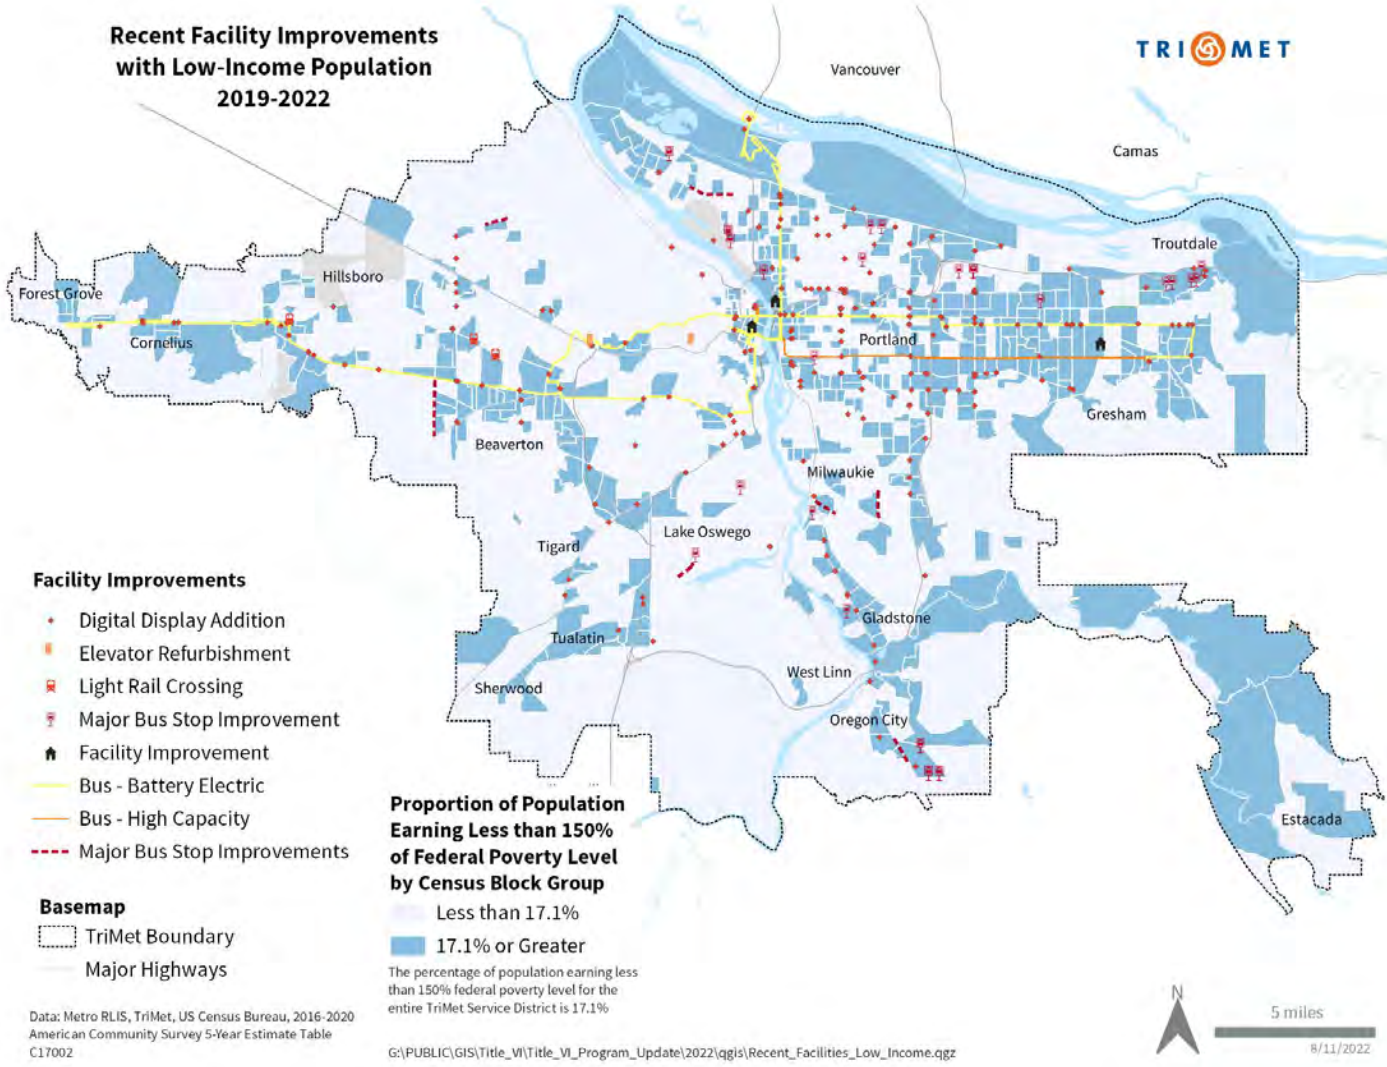 Recent Facility Improvements
with Low-Income Population
2019-2022
TRIMET
Vancouver
Camas
Troutdale
Hillsboro
Forest Grove
Cornelius
Portland
Gresham
Beaverton
Milwaukie
Lake Oswego
Tigard
Gladstone
Tualatin
West Linn
Sherwood
Oregon City
Estacada
Facility Improvements
Digital Display Addition
Elevator Refurbishment
Light Rail Crossing
Major Bus Stop Improvement
Facility Improvement
Bus - Battery Electric
Bus - High Capacity
Major Bus Stop Improvements
Basemap
TriMet Boundary
Major Highways
Proportion of Population
Earning Less than 150%
of Federal Poverty Level
by Census Block Group
Less than 17.1%
17.1% or Greater
The percentage of population earning less
than 150% federal poverty level for the
entire TriMet Service District is 17.1%
Data: Metro RLIS, TriMet, US Census Bureau, 2016-2020
American Community Survey 5-Year Estimate Table
C17002
G:\PUBLIC\GIS\Title_VI\Title_VI_Program_Update\2022\qgis\Recent_Facilities_Low_Income.qgz
N
5 miles
8/11/2022